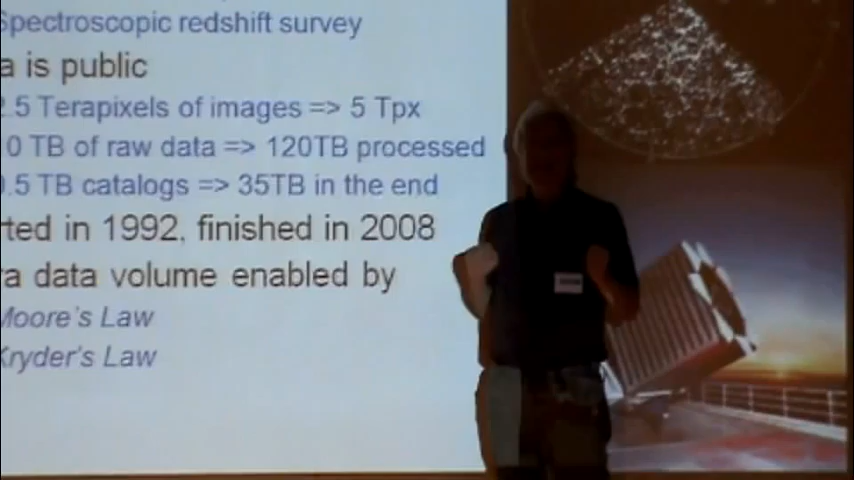 Spectroscopic redshift survey
a is public
2.5 Terapixels of images => 5 Tpx
0 TB of raw data => 120TB processed
.5 TB catalogs => 35TB in the end
rted in 1992, finished in 2008
ra data volume enabled by
Moore's Law
Kryder's Law